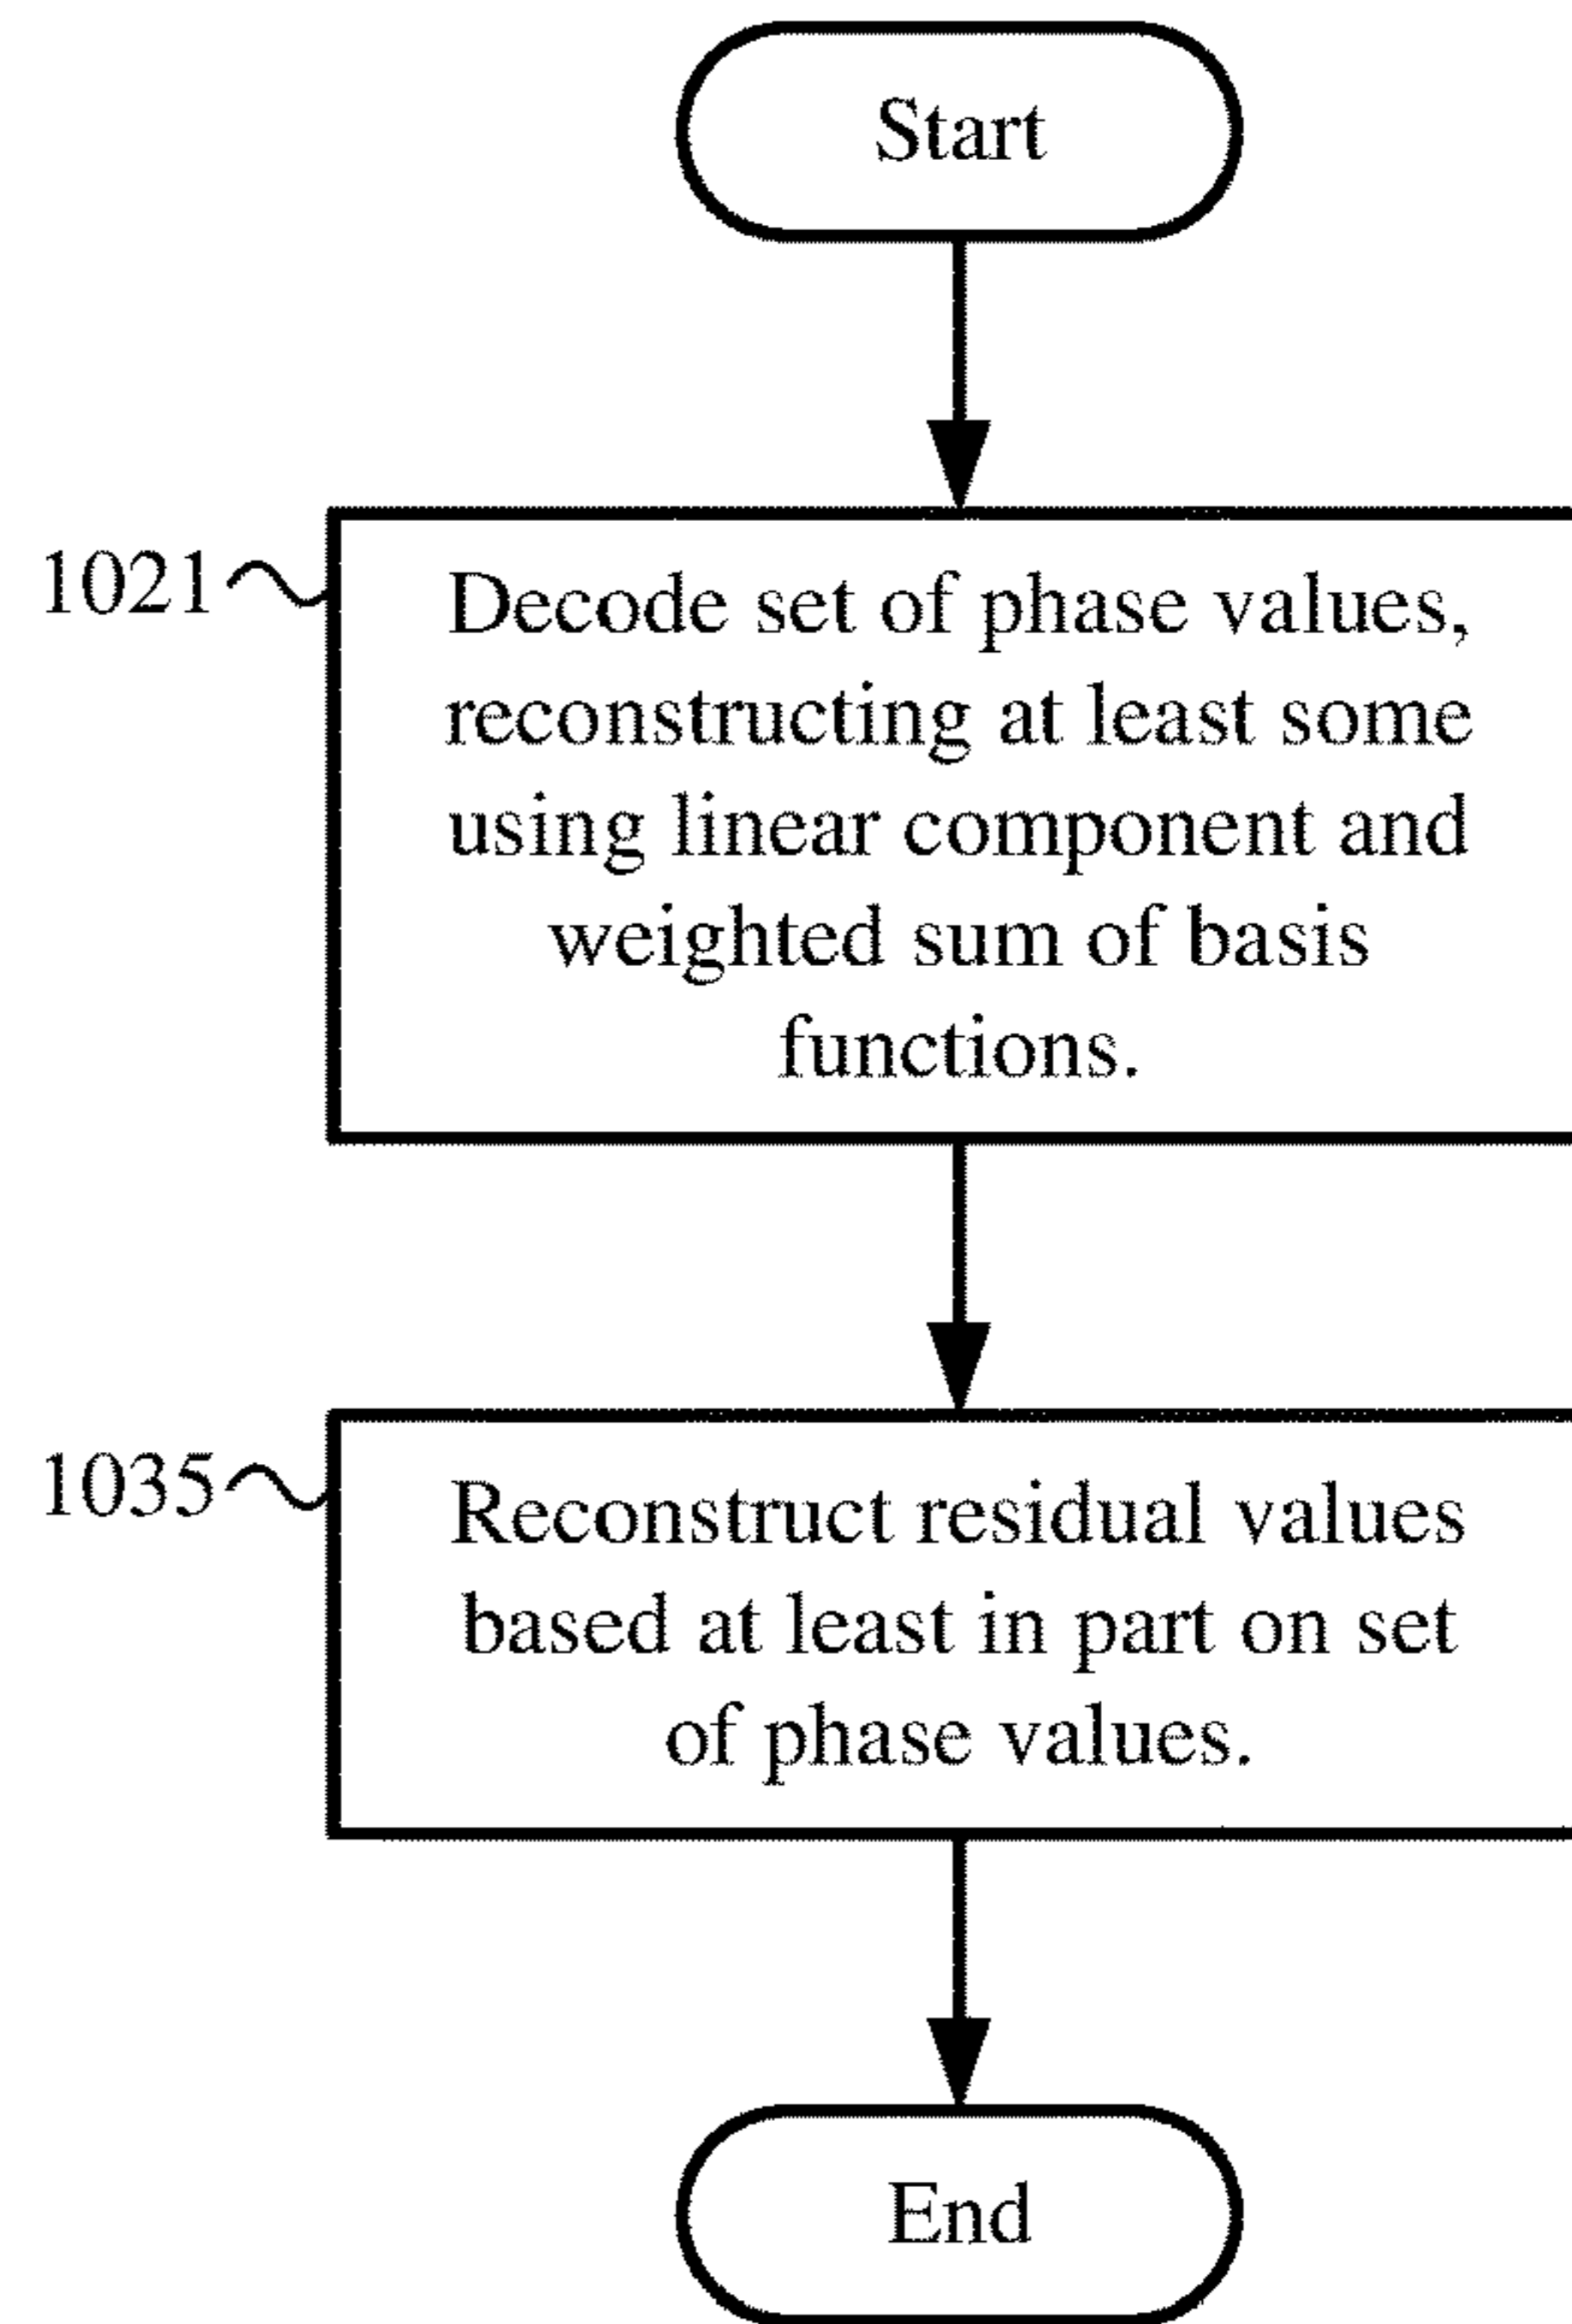 Start
1021
Decode set of phase values,
reconstructing at least some
using linear component and
weighted sum of basis
functions.
1035
Reconstruct residual values
based at least in part on set
of phase values.
End